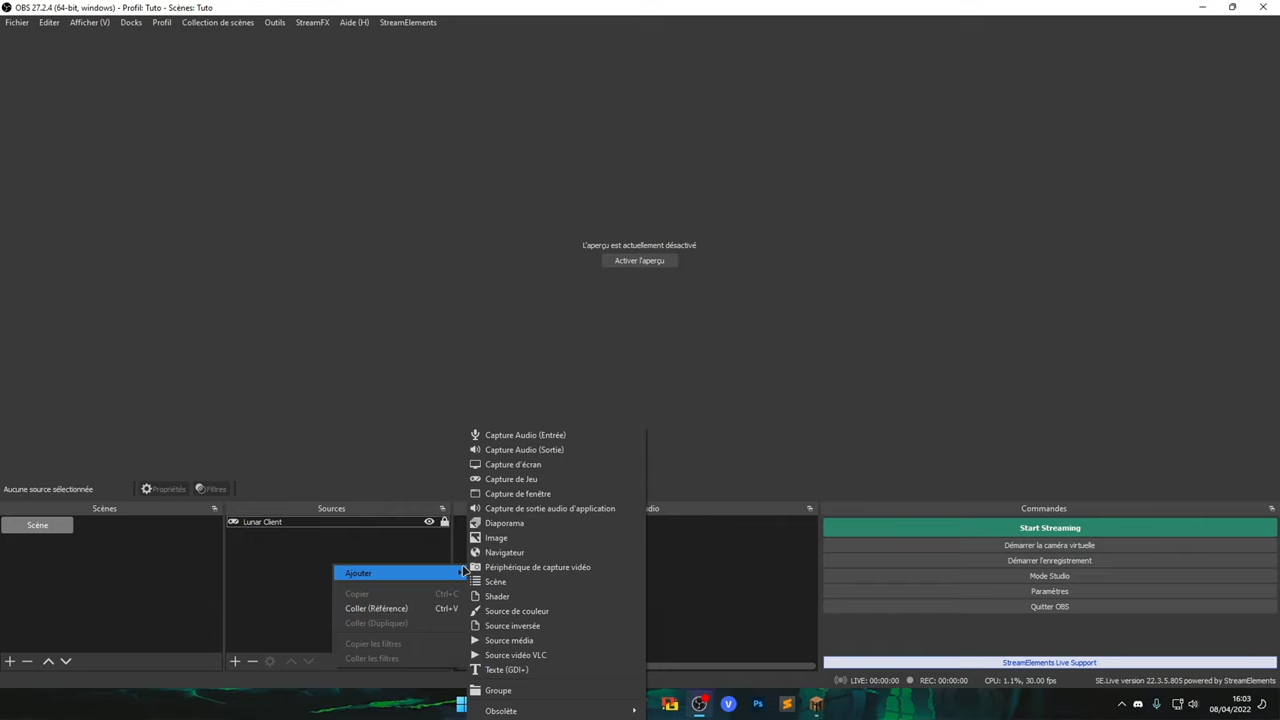 OBS 27.2.4 (64-bit, windows) - Profil: Tuto - Scènes: Tuto
Fichier Editer Afficher (V) Docks Profil Collection de scènes Outils StreamFX Aide (H) StreamElements
L'aperçu est actuellement désactivé
Activer l'aperçu
Capture Audio (Entrée)
Capture Audio (Sortie)
Capture d'écran
Capture de Jeu
Capture de fenêtre
Capture de sortie audio d'application
Diaporama
Image
Navigateur
Périphérique de capture vidéo
Scène
Shader
Source de couleur
Source inversée
Source média
Source vidéo VLC
Texte (GDI+)
Groupe
Obsolète
Aucune source sélectionnée Propriétés Filtres
Scènes
Scène
Sources
Lunar Client
Ajouter
Copier Ctrl+C
Coller (Référence) Ctrl+V
Coller (Dupliquer)
Copier les filtres
Coller les filtres
Commandes
Start Streaming
Démarrer la caméra virtuelle
Démarrer l'enregistrement
Mode Studio
Paramètres
Quitter OBS
StreamElements Live Support
LIVE: 00:00:00 REC: 00:00:00 CPU: 1.1%, 30.00 fps SE.Live version 22.3.5.805 powered by StreamElements
16:03
08/04/2022